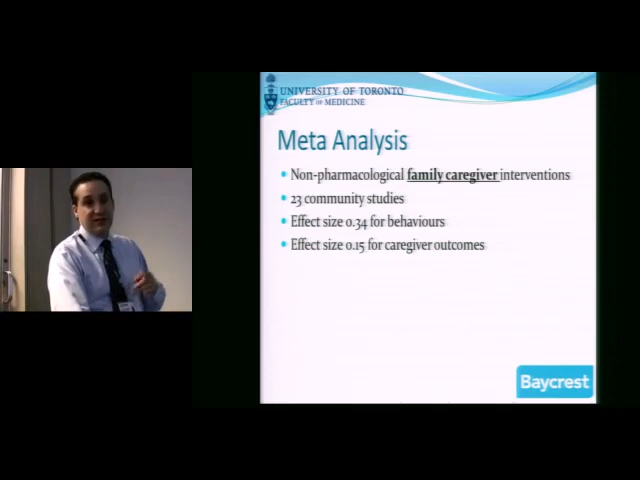 UNIVERSITY OF TORONTO
FACULTY OF MEDICINE
Meta Analysis
Non-pharmacological family caregiver interventions
23 community studies
Effect size 0.34 for behaviours
Effect size 0.15 for caregiver outcomes
Baycrest